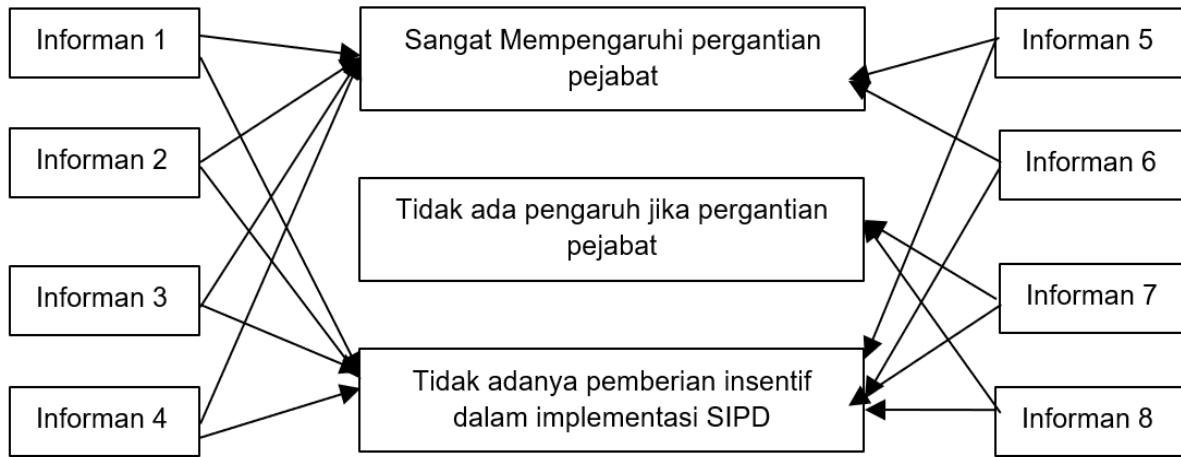 Informan 1
Informan 2
Informan 3
Informan 4
Sangat Mempengaruhi pergantian
pejabat
Tidak ada pengaruh jika pergantian
pejabat
Tidak adanya pemberian insentif
dalam implementasi SIPD
Informan 5
Informan 6
Informan 7
Informan 8